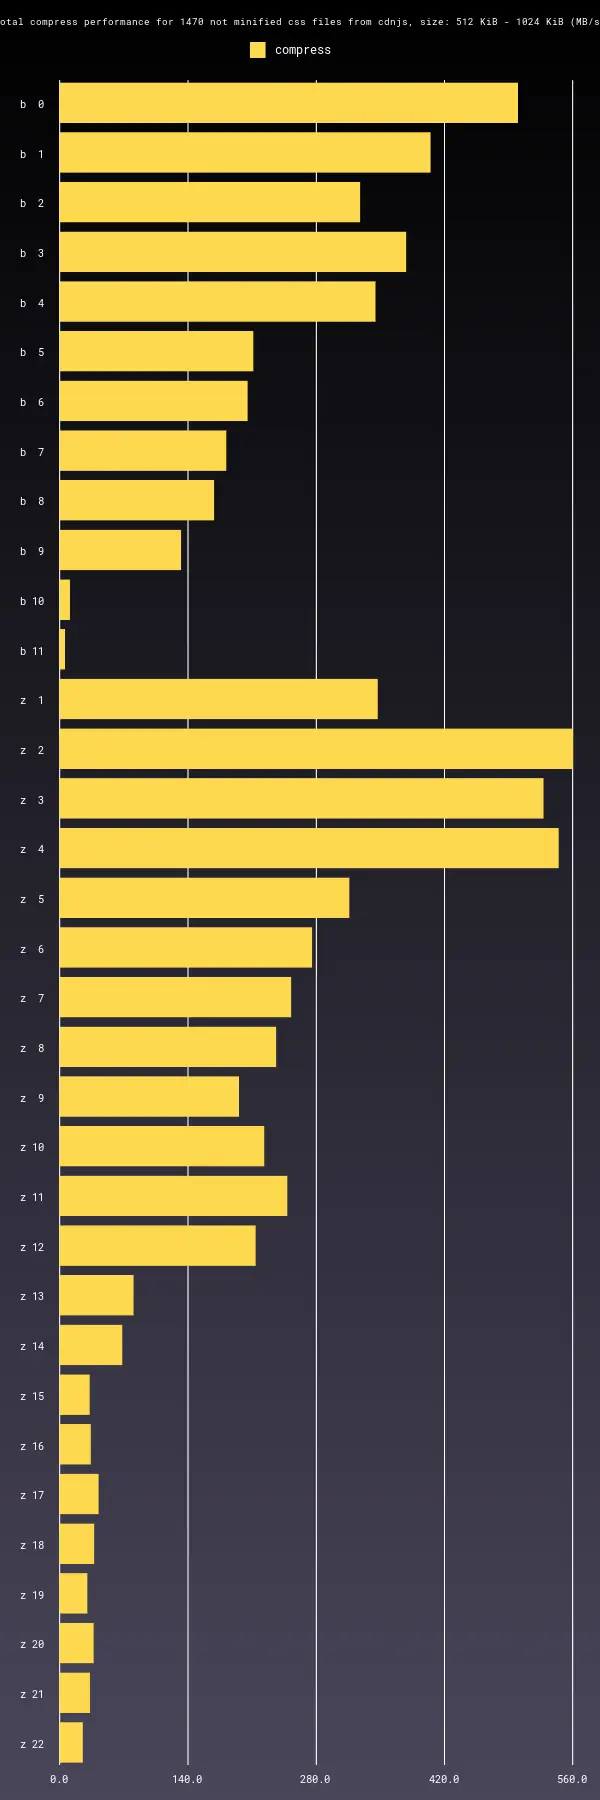 otal compress performance for 1470 not minified css files from cdnjs, size: 512 KiB - 1024 KiB (MB/s
compress
b 0
b 1
b 2
b 3
b 4
b 5
b 6
b 7
b 8
b 9
b 10
b 11
z 1
z 2
z 3
z 4
z 5
z 6
z 7
z 8
z 9
z 10
z 11
z 12
z 13
z 14
z 15
z 16
z 17
z 18
z 19
z 20
z 21
z 22
0.0 140.0 280.0 420.0 560.0